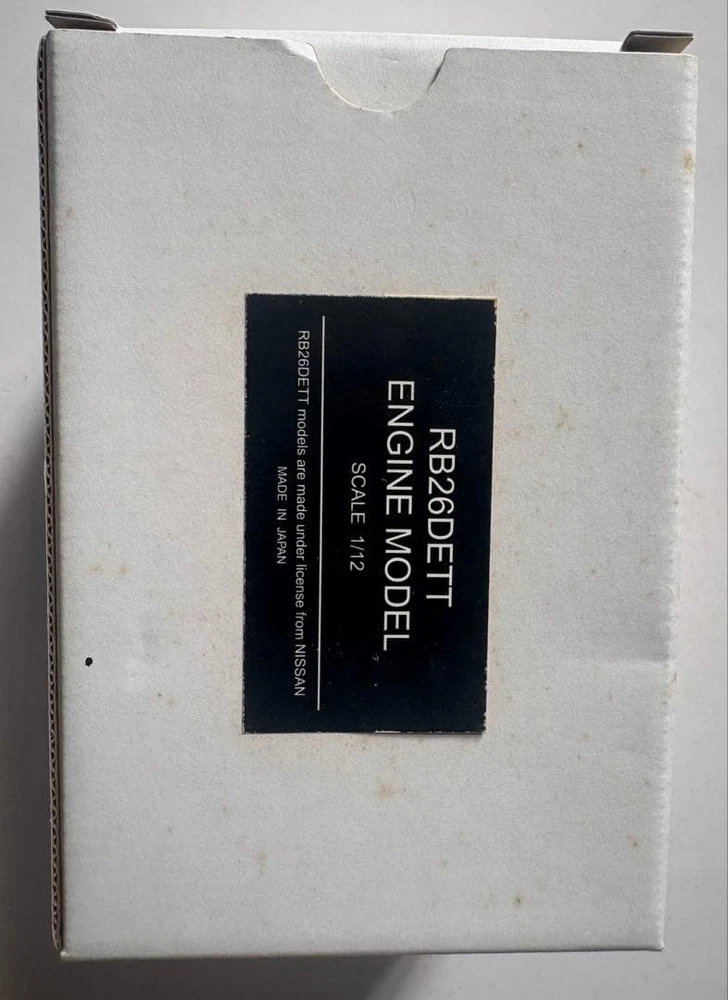 RB26DETT
ENGINE MODEL
SCALE 1/12
RB26DETT models are made under license from NISSAN
MADE IN JAPAN